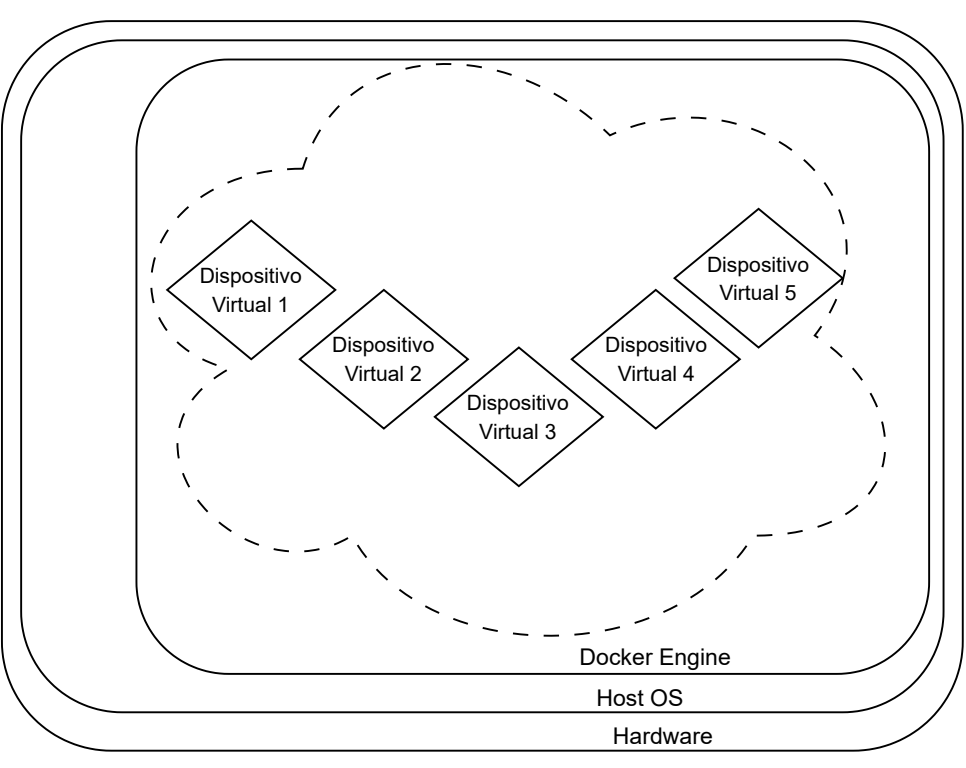 Dispositivo
Virtual 1
Dispositivo
Virtual 2
Dispositivo
Virtual 3
Dispositivo
Virtual 4
Dispositivo
Virtual 5
Docker Engine
Host OS
Hardware